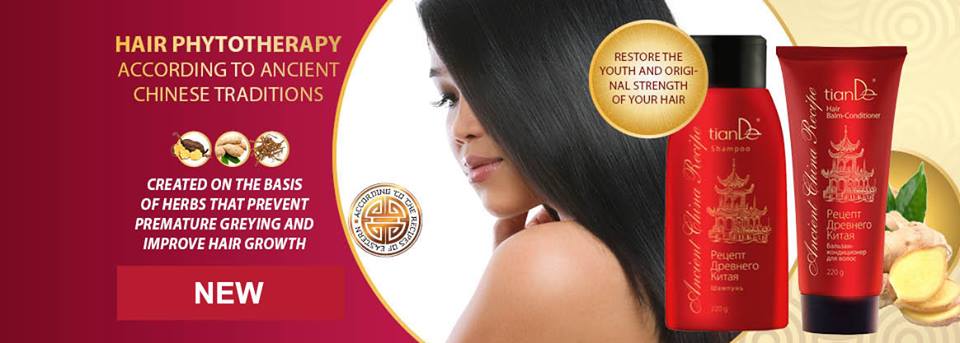 HAIR PHYTOTHERAPY
ACCORDING TO ANCIENT
CHINESE TRADITIONS
CREATED ON THE BASIS
OF HERBS THAT PREVENT
PREMATURE GREYING AND
IMPROVE HAIR GROWTH
NEW
ACCORDING TO THE RECIPES OF EASTERN
RESTORE THE
YOUTH AND ORIGI-
NAL STRENGTH
OF YOUR HAIR
tianDe®
Shampoo
Ancient China Recipe
Рецепт
Древнего
Китая
Шампунь
220 g
tianDe®
Hair
Balm-Conditioner
Ancient China Recipe
Рецепт
Древнего
Китая
Бальзам-
кондиционер
для волос
220 g